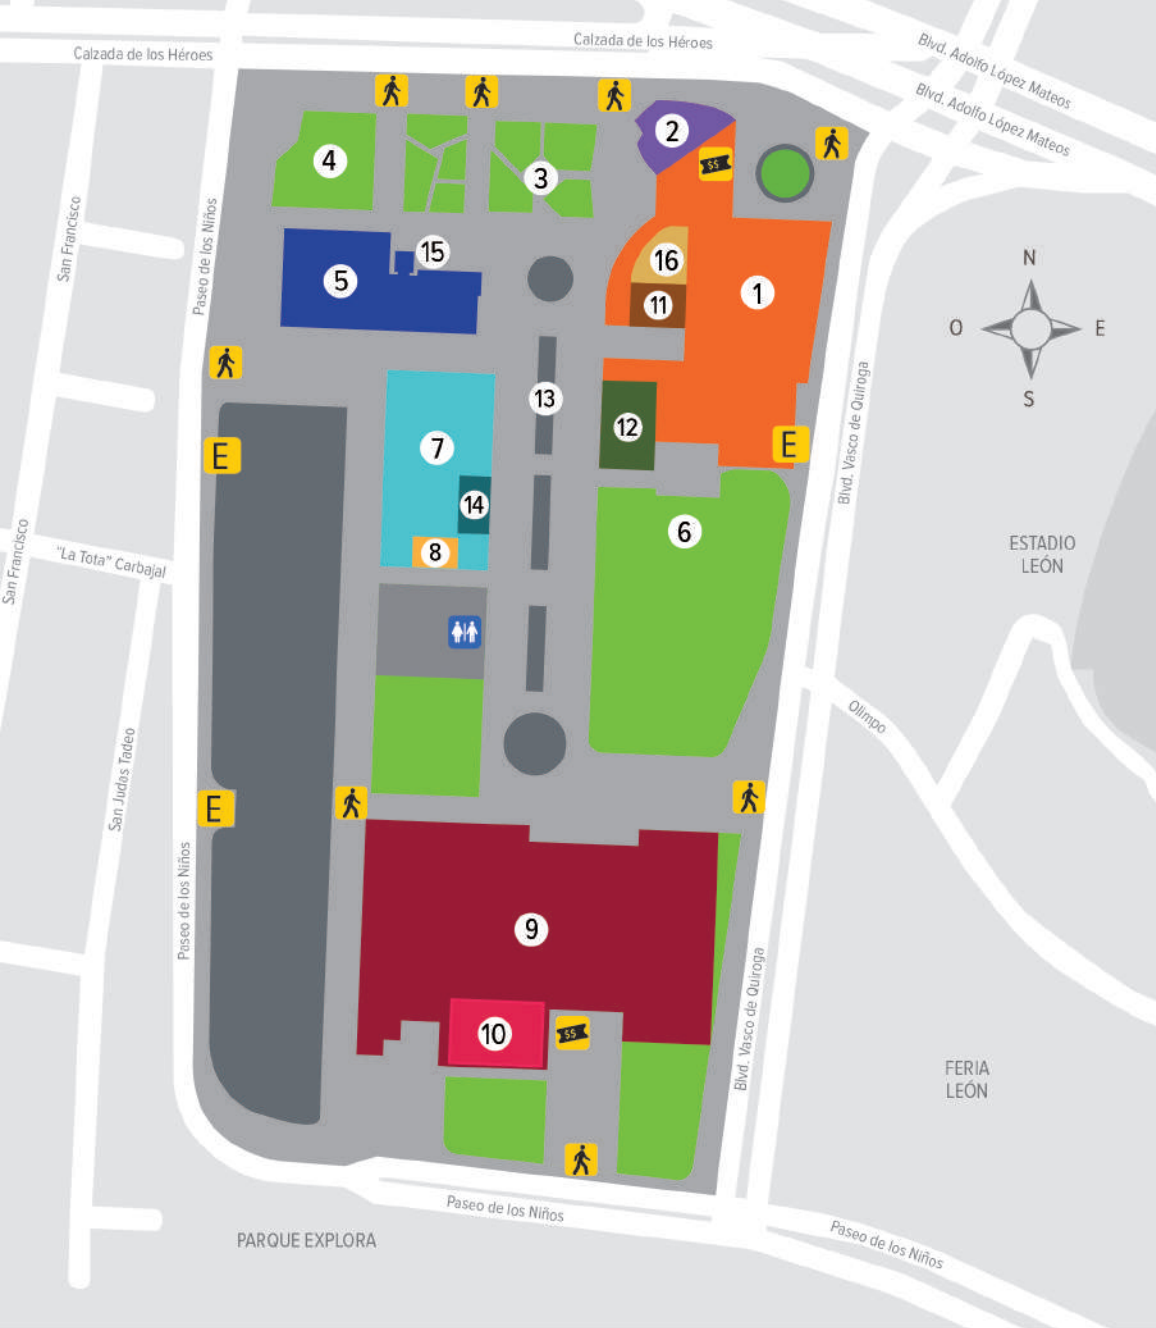 Calzada de los Héroes
Calzada de los Héroes
Blvd. Adolfo López Mateos
Blvd. Adolfo López Mateos
2
$$
4
3
San Francisco
Paseo de los Niños
15
5
16
11
1
N
O
E
S
13
12
7
E
E
Blvd. Vasco de Quiroga
14
8
6
San Francisco
"La Tota" Carbajal
ESTADIO
LEÓN
Olimpo
San Judas Tadeo
E
Paseo de los Niños
9
10
$$
Blvd. Vasco de Quiroga
FERIA
LEÓN
Paseo de los Niños
Paseo de los Niños
PARQUE EXPLORA